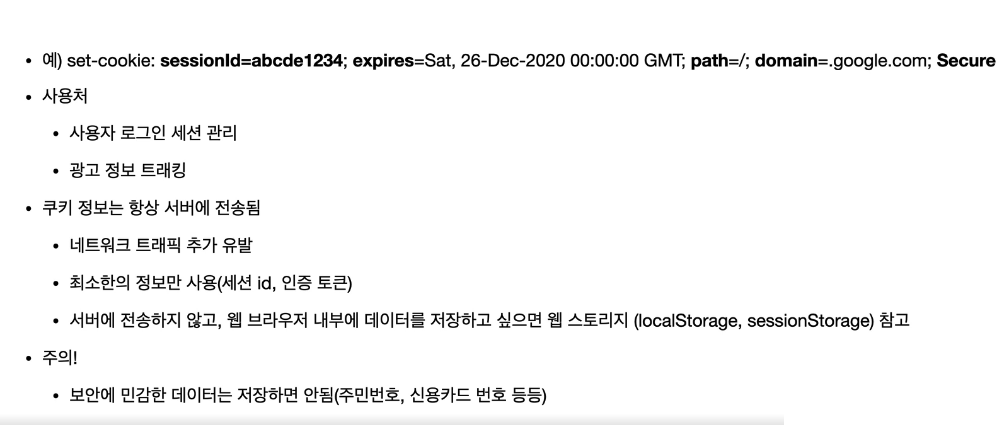 • 예) set-cookie: sessionId=abcde1234; expires=Sat, 26-Dec-2020 00:00:00 GMT; path=/; domain=.google.com; Secure
• 사용처
• 사용자 로그인 세션 관리
• 광고 정보 트래킹
• 쿠키 정보는 항상 서버에 전송됨
• 네트워크 트래픽 추가 유발
• 최소한의 정보만 사용(세션 id, 인증 토큰)
• 서버에 전송하지 않고, 웹 브라우저 내부에 데이터를 저장하고 싶으면 웹 스토리지 (localStorage, sessionStorage) 참고
• 주의!
• 보안에 민감한 데이터는 저장하면 안됨(주민번호, 신용카드 번호 등등)